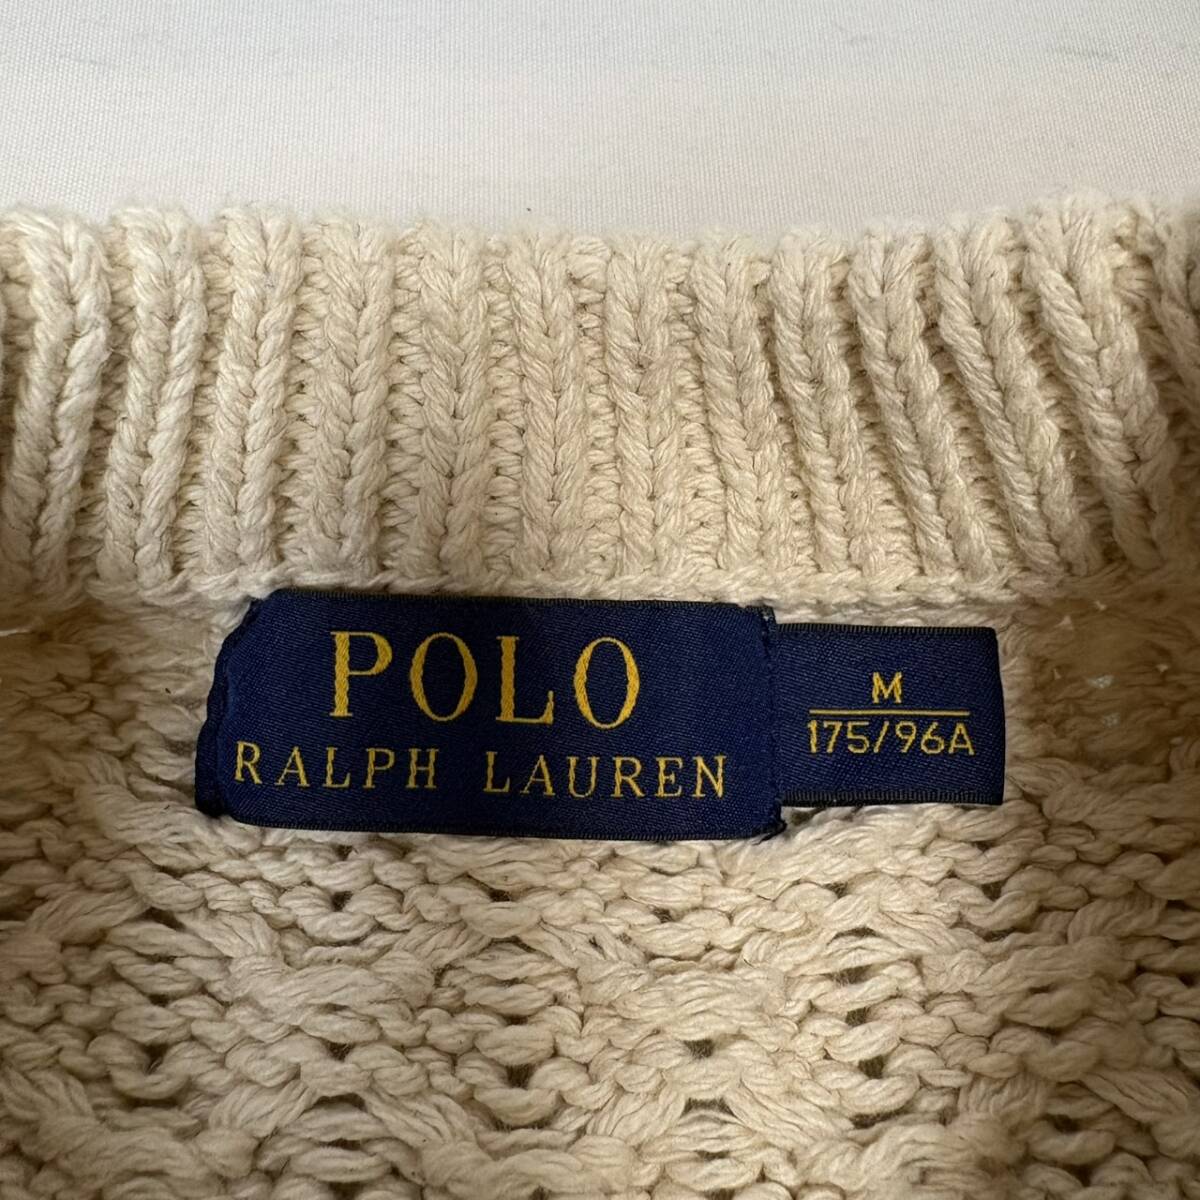 POLO
RALPH LAUREN
M
175/96A